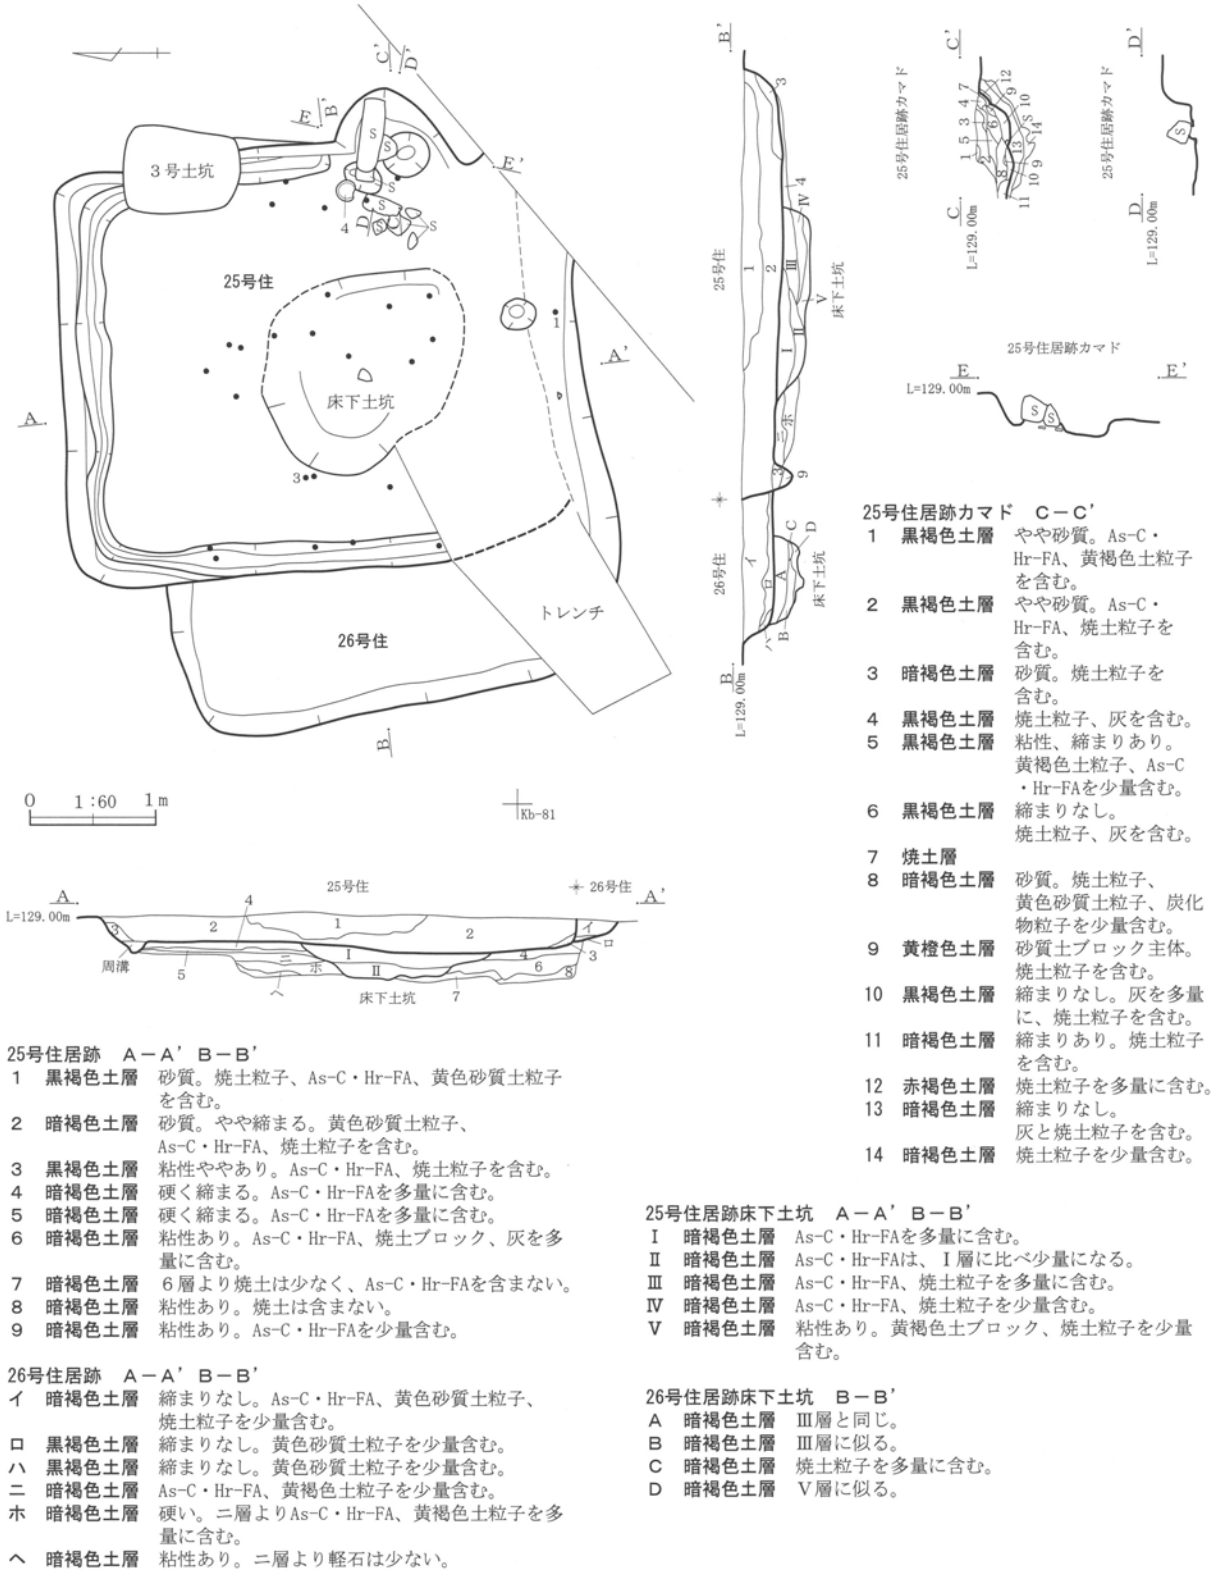 C'
D'
E
B'
3号土坑
S
S
S
E'
4
D
S
C
S
S
25号住
1
A'
A
床下土坑
3
トレンチ
26号住
B
0 1:60 1m
Kb-81
B'
3
25号住
1
2
4
Ⅳ
Ⅲ
Ⅴ
床下土坑
Ⅱ
Ⅰ
ホ
ニ
3
9
26号住
イ
ロ
A
C
D
床下土坑
B
ハ
B
L=129.00m
25号住居跡カマド
C'
7
4
3
5
1
2
6
8
12
9
10
S
14
13
9
10
11
C
L=129.00m
25号住居跡カマド
D'
S
D
L=129.00m
25号住居跡カマド
E
E'
L=129.00m
S
S
25号住
26号住
A
A'
L=129.00m
4
3
2
1
2
イ
ロ
3
周溝
5
ニ
ホ
ヘ
Ⅰ
Ⅱ
4
6
8
7
床下土坑
25号住居跡 A-A' B-B'
1 黒褐色土層 砂質。焼土粒子、As-C・Hr-FA、黄色砂質土粒子
を含む。
2 暗褐色土層 砂質。やや締まる。黄色砂質土粒子、
As-C・Hr-FA、焼土粒子を含む。
3 黒褐色土層 粘性ややあり。As-C・Hr-FA、焼土粒子を含む。
4 暗褐色土層 硬く締まる。As-C・Hr-FAを多量に含む。
5 暗褐色土層 硬く締まる。As-C・Hr-FAを多量に含む。
6 暗褐色土層 粘性あり。As-C・Hr-FA、焼土ブロック、灰を多
量に含む。
7 暗褐色土層 6層より焼土は少なく、As-C・Hr-FAを含まない。
8 暗褐色土層 粘性あり。焼土は含まない。
9 暗褐色土層 粘性あり。As-C・Hr-FAを少量含む。
26号住居跡 A-A' B-B'
イ 暗褐色土層 締まりなし。As-C・Hr-FA、黄色砂質土粒子、
焼土粒子を少量含む。
ロ 黒褐色土層 締まりなし。黄色砂質土粒子を少量含む。
ハ 黒褐色土層 締まりなし。黄色砂質土粒子を少量含む。
ニ 暗褐色土層 As-C・Hr-FA、黄褐色土粒子を少量含む。
ホ 暗褐色土層 硬い。ニ層よりAs-C・Hr-FA、黄褐色土粒子を多
量に含む。
ヘ 暗褐色土層 粘性あり。ニ層より軽石は少ない。
25号住居跡カマド C-C'
1 黒褐色土層 やや砂質。As-C・
Hr-FA、黄褐色土粒子
を含む。
2 黒褐色土層 やや砂質。As-C・
Hr-FA、焼土粒子を
含む。
3 暗褐色土層 砂質。焼土粒子を
含む。
4 黒褐色土層 焼土粒子、灰を含む。
5 黒褐色土層 粘性、締まりあり。
黄褐色土粒子、As-C
・Hr-FAを少量含む。
6 黒褐色土層 締まりなし。
焼土粒子、灰を含む。
7 焼土層
8 暗褐色土層 砂質。焼土粒子、
黄色砂質土粒子、炭化
物粒子を少量含む。
9 黄橙色土層 砂質土ブロック主体。
焼土粒子を含む。
10 黒褐色土層 締まりなし。灰を多量
に、焼土粒子を含む。
11 暗褐色土層 締まりあり。焼土粒子
を含む。
12 赤褐色土層 焼土粒子を多量に含む。
13 暗褐色土層 締まりなし。
灰と焼土粒子を含む。
14 暗褐色土層 焼土粒子を少量含む。
25号住居跡床下土坑 A-A' B-B'
Ⅰ 暗褐色土層 As-C・Hr-FAを多量に含む。
Ⅱ 暗褐色土層 As-C・Hr-FAは、Ⅰ層に比べ少量になる。
Ⅲ 暗褐色土層 As-C・Hr-FA、焼土粒子を多量に含む。
Ⅳ 暗褐色土層 As-C・Hr-FA、焼土粒子を少量含む。
Ⅴ 暗褐色土層 粘性あり。黄褐色土ブロック、焼土粒子を少量
含む。
26号住居跡床下土坑 B-B'
A 暗褐色土層 Ⅲ層と同じ。
B 暗褐色土層 Ⅲ層に似る。
C 暗褐色土層 焼土粒子を多量に含む。
D 暗褐色土層 Ⅴ層に似る。